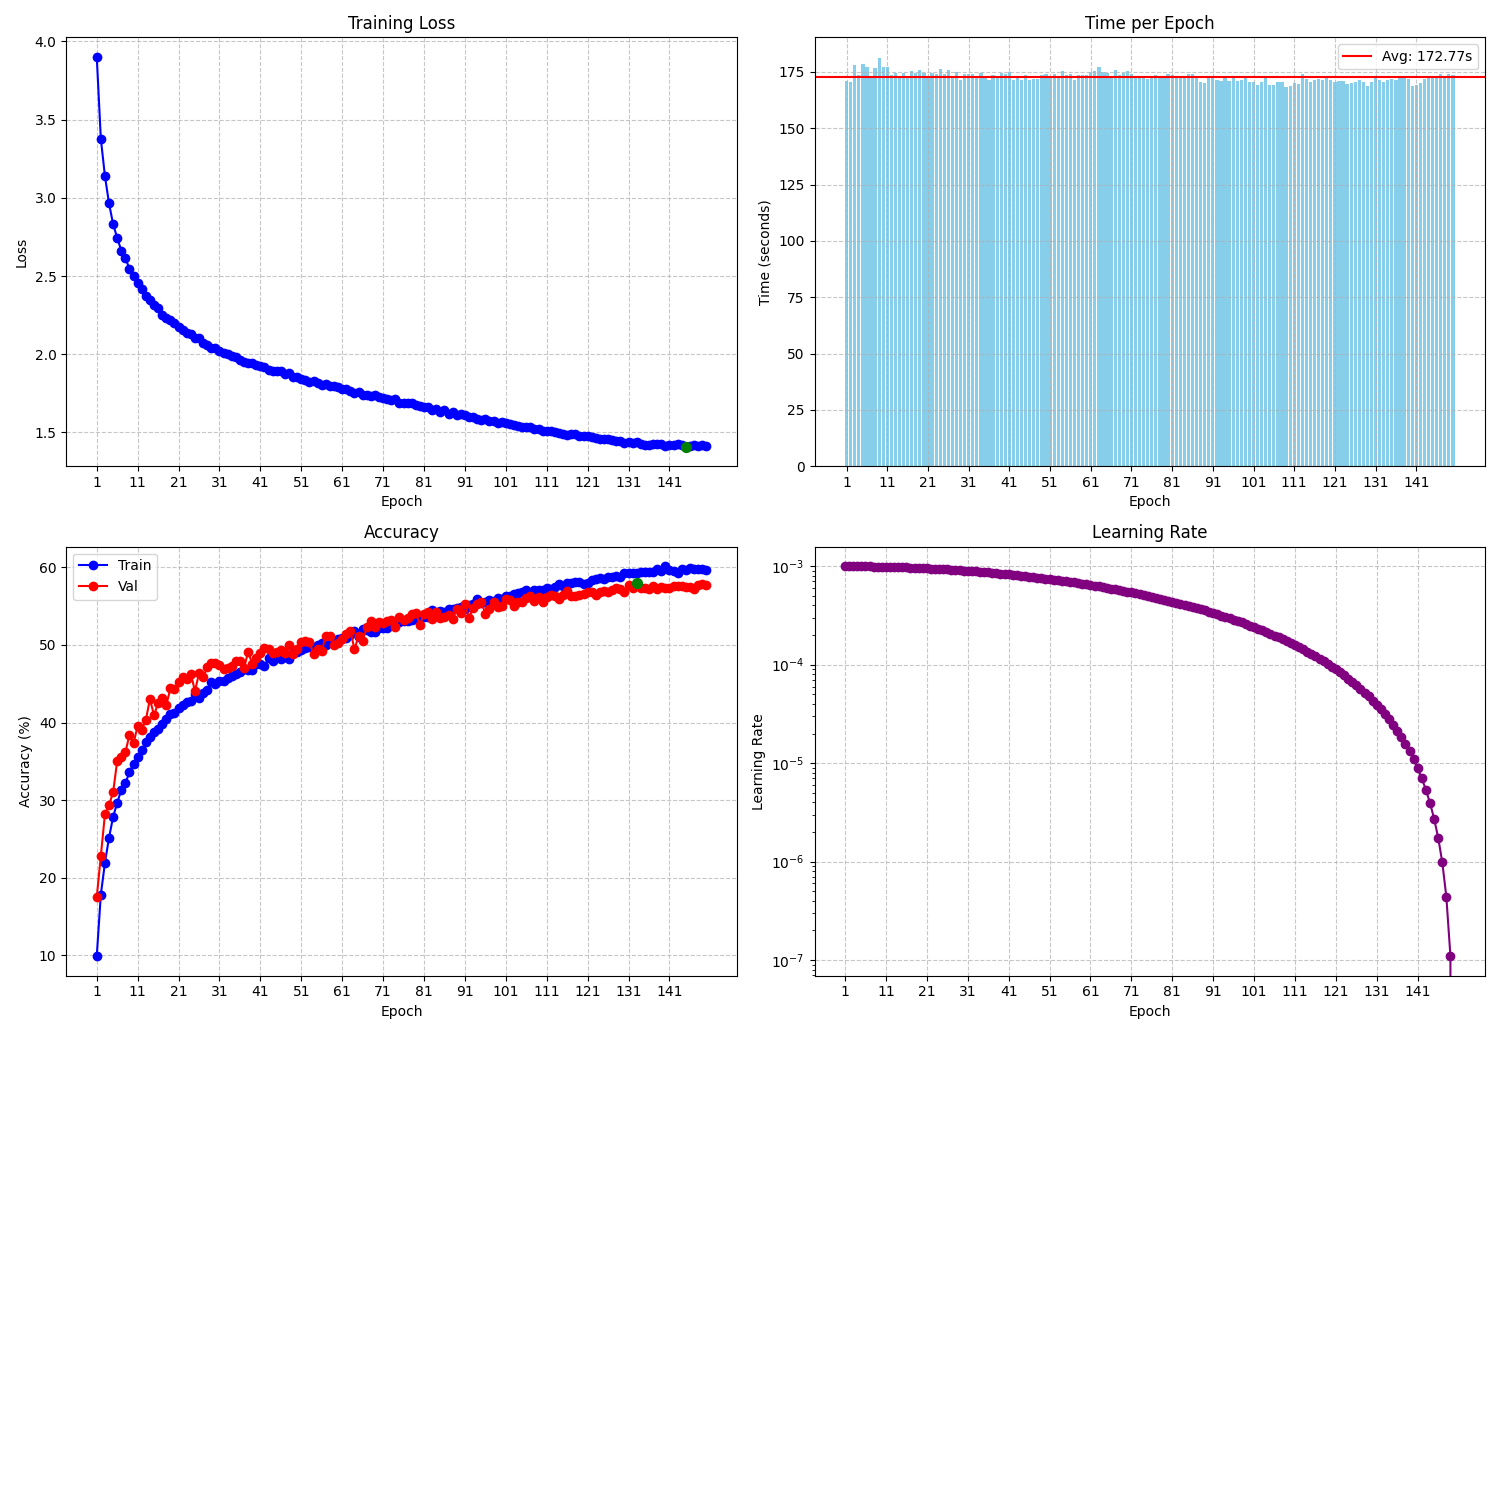 Training Loss
Loss
4.0
3.5
3.0
2.5
2.0
1.5
1 11 21 31 41 51 61 71 81 91 101 111 121 131 141
Epoch
Time per Epoch
Avg: 172.77s
Time (seconds)
175
150
125
100
75
50
25
0
1 11 21 31 41 51 61 71 81 91 101 111 121 131 141
Epoch
Accuracy
Train
Val
Accuracy (%)
60
50
40
30
20
10
1 11 21 31 41 51 61 71 81 91 101 111 121 131 141
Epoch
Learning Rate
Learning Rate
10⁻³
10⁻⁴
10⁻⁵
10⁻⁶
10⁻⁷
1 11 21 31 41 51 61 71 81 91 101 111 121 131 141
Epoch